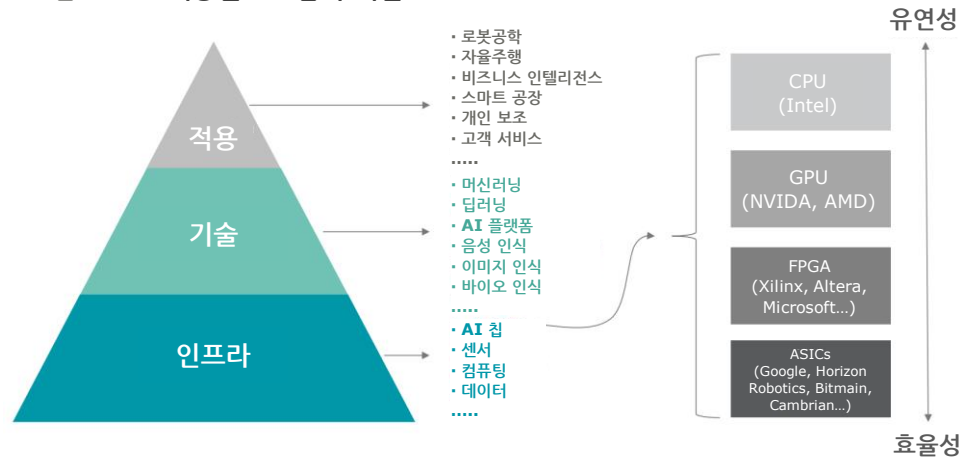 적용
기술
인프라
· 로봇공학
· 자율주행
· 비즈니스 인텔리전스
· 스마트 공장
· 개인 보조
· 고객 서비스
.....
· 머신러닝
· 딥러닝
· AI 플랫폼
· 음성 인식
· 이미지 인식
· 바이오 인식
.....
· AI 칩
· 센서
· 컴퓨팅
· 데이터
.....
유연성
CPU
(Intel)
GPU
(NVIDA, AMD)
FPGA
(Xilinx, Altera,
Microsoft...)
ASICs
(Google, Horizon
Robotics, Bitmain,
Cambrian...)
효율성